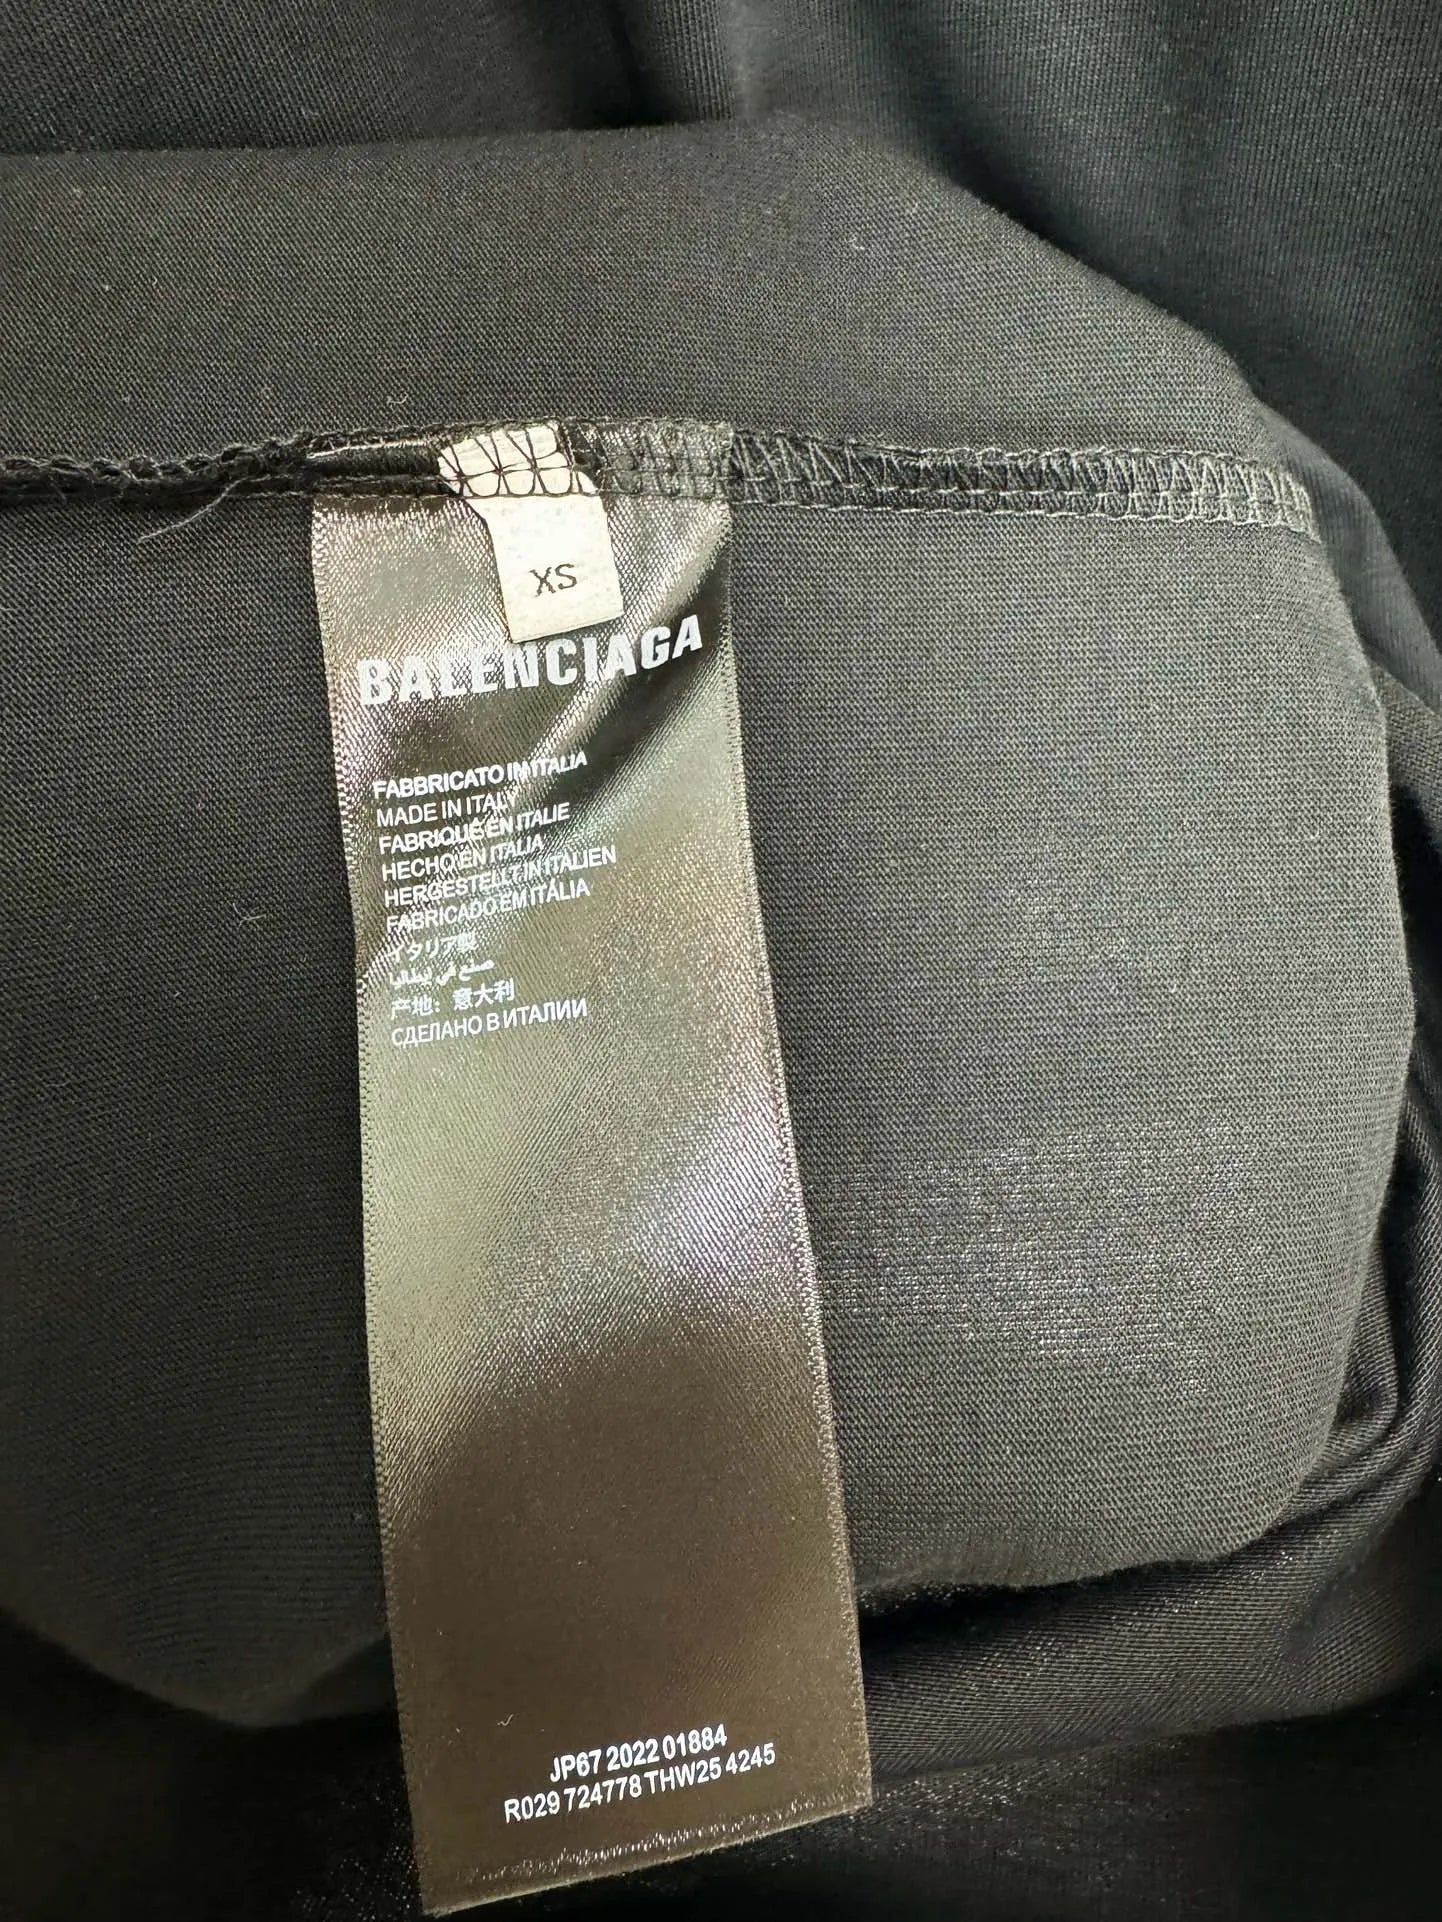 XS
BALENCIAGA
FABBRICATO IN ITALIA
MADE IN ITALY
FABRIQUÉ EN ITALIE
HECHO EN ITALIA
HERGESTELLT IN ITALIEN
FABRICADO EM ITÁLIA
イタリア製
صنع في إيطاليا
产地：意大利
СДЕЛАНО В ИТАЛИИ
JP67 2022 01884
R029 724778 THW25 4245